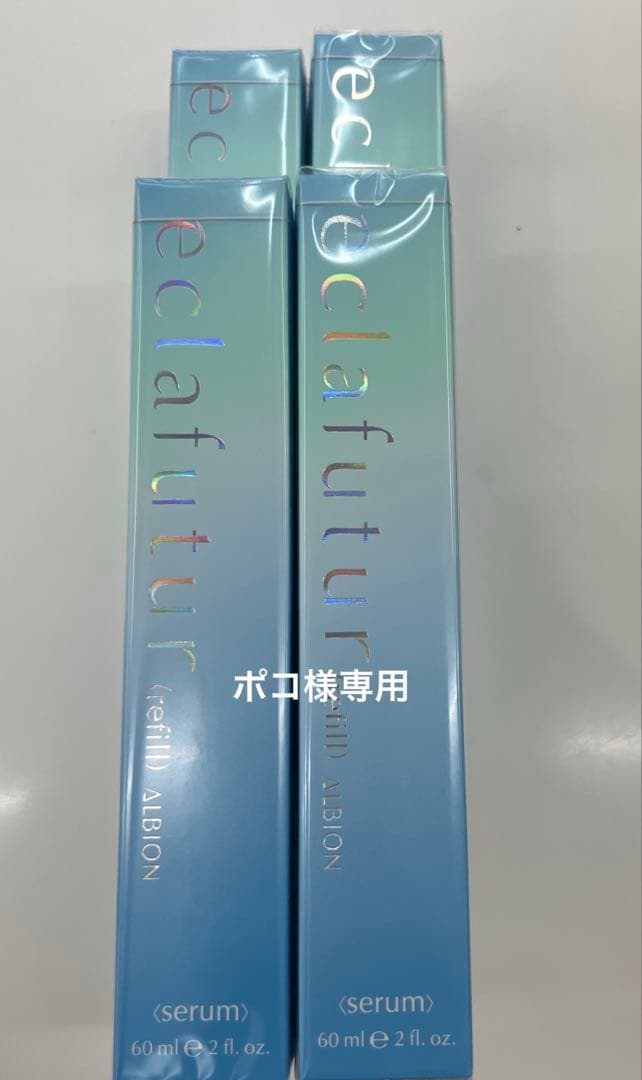 ec
ecl
eclafutur (refill) ALBION
eclafutur (refill) ALBION
ポコ様専用
〈serum〉
60 ml ℮ 2 fl. oz.
〈serum〉
60 ml ℮ 2 fl. oz.